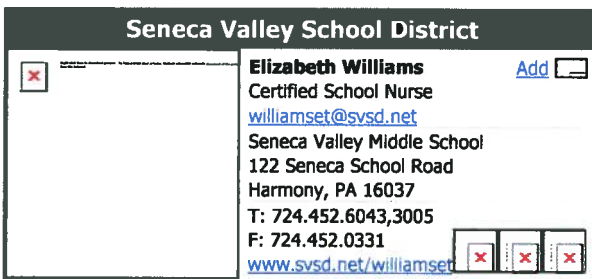 Seneca Valley School District
Elizabeth Williams
Add
Certified School Nurse
williamset@svsd.net
Seneca Valley Middle School
122 Seneca School Road
Harmony, PA 16037
T: 724.452.6043,3005
F: 724.452.0331
www.svsd.net/williamset